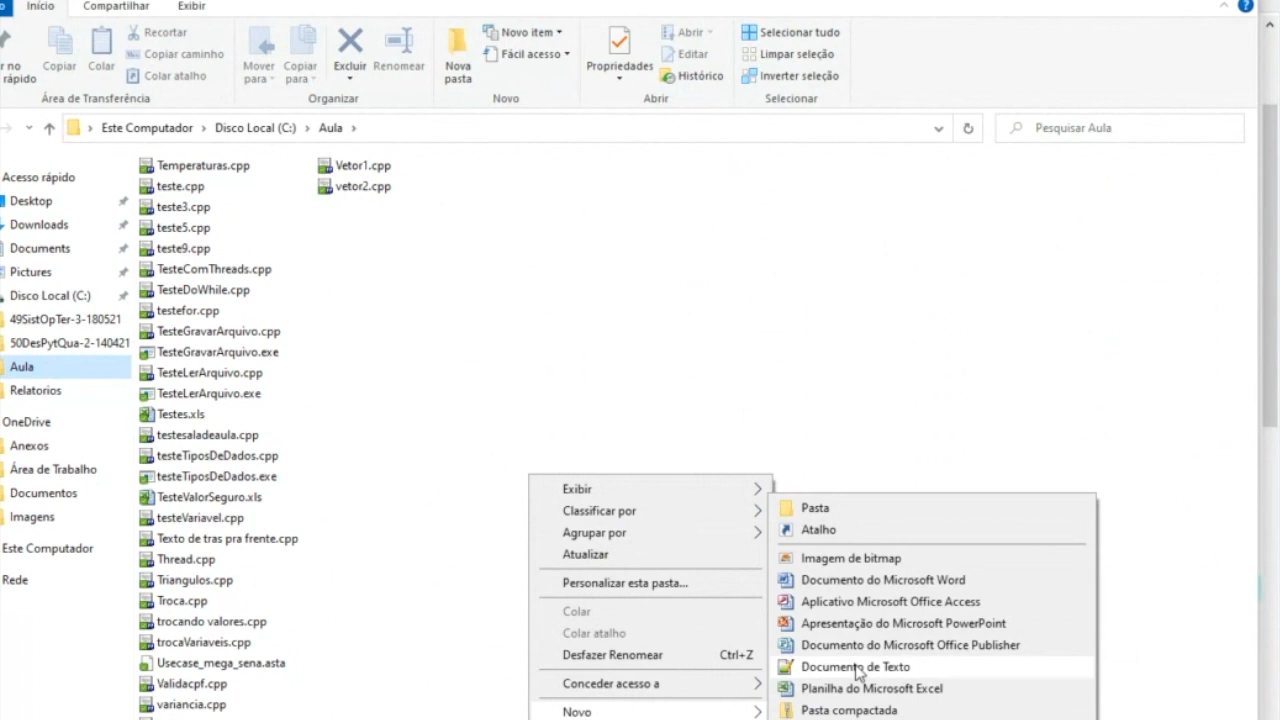 Início Compartilhar Exibir
Recortar
Copiar caminho
Colar atalho
rápido
Copiar
Colar
Área de Transferência
Mover para
Copiar para
Excluir
Renomear
Organizar
Nova pasta
Novo item
Fácil acesso
Novo
Propriedades
Abrir
Editar
Histórico
Abrir
Selecionar tudo
Limpar seleção
Inverter seleção
Selecionar
Este Computador > Disco Local (C:) > Aula >
Pesquisar Aula
Acesso rápido
Desktop
Downloads
Documents
Pictures
Disco Local (C:)
49SistOpTer-3-180521
50DesPytQua-2-140421
Aula
Relatorios
OneDrive
Anexos
Área de Trabalho
Documentos
Imagens
Este Computador
Rede
Temperaturas.cpp
teste.cpp
teste3.cpp
teste5.cpp
teste9.cpp
TesteComThreads.cpp
TesteDoWhile.cpp
testefor.cpp
TesteGravarArquivo.cpp
TesteGravarArquivo.exe
TesteLerArquivo.cpp
TesteLerArquivo.exe
Testes.xls
testesaladeaula.cpp
testeTiposDeDados.cpp
testeTiposDeDados.exe
TesteValorSeguro.xls
testeVariavel.cpp
Texto de tras pra frente.cpp
Thread.cpp
Triangulos.cpp
Troca.cpp
trocando valores.cpp
trocaVariaveis.cpp
Usecase_mega_sena.asta
Validacpf.cpp
variancia.cpp
Vetor1.cpp
vetor2.cpp
Exibir
Classificar por
Agrupar por
Atualizar
Personalizar esta pasta...
Colar
Colar atalho
Desfazer Renomear Ctrl+Z
Conceder acesso a
Novo
Pasta
Atalho
Imagem de bitmap
Documento do Microsoft Word
Aplicativo Microsoft Office Access
Apresentação do Microsoft PowerPoint
Documento do Microsoft Office Publisher
Documento de Texto
Planilha do Microsoft Excel
Pasta compactada